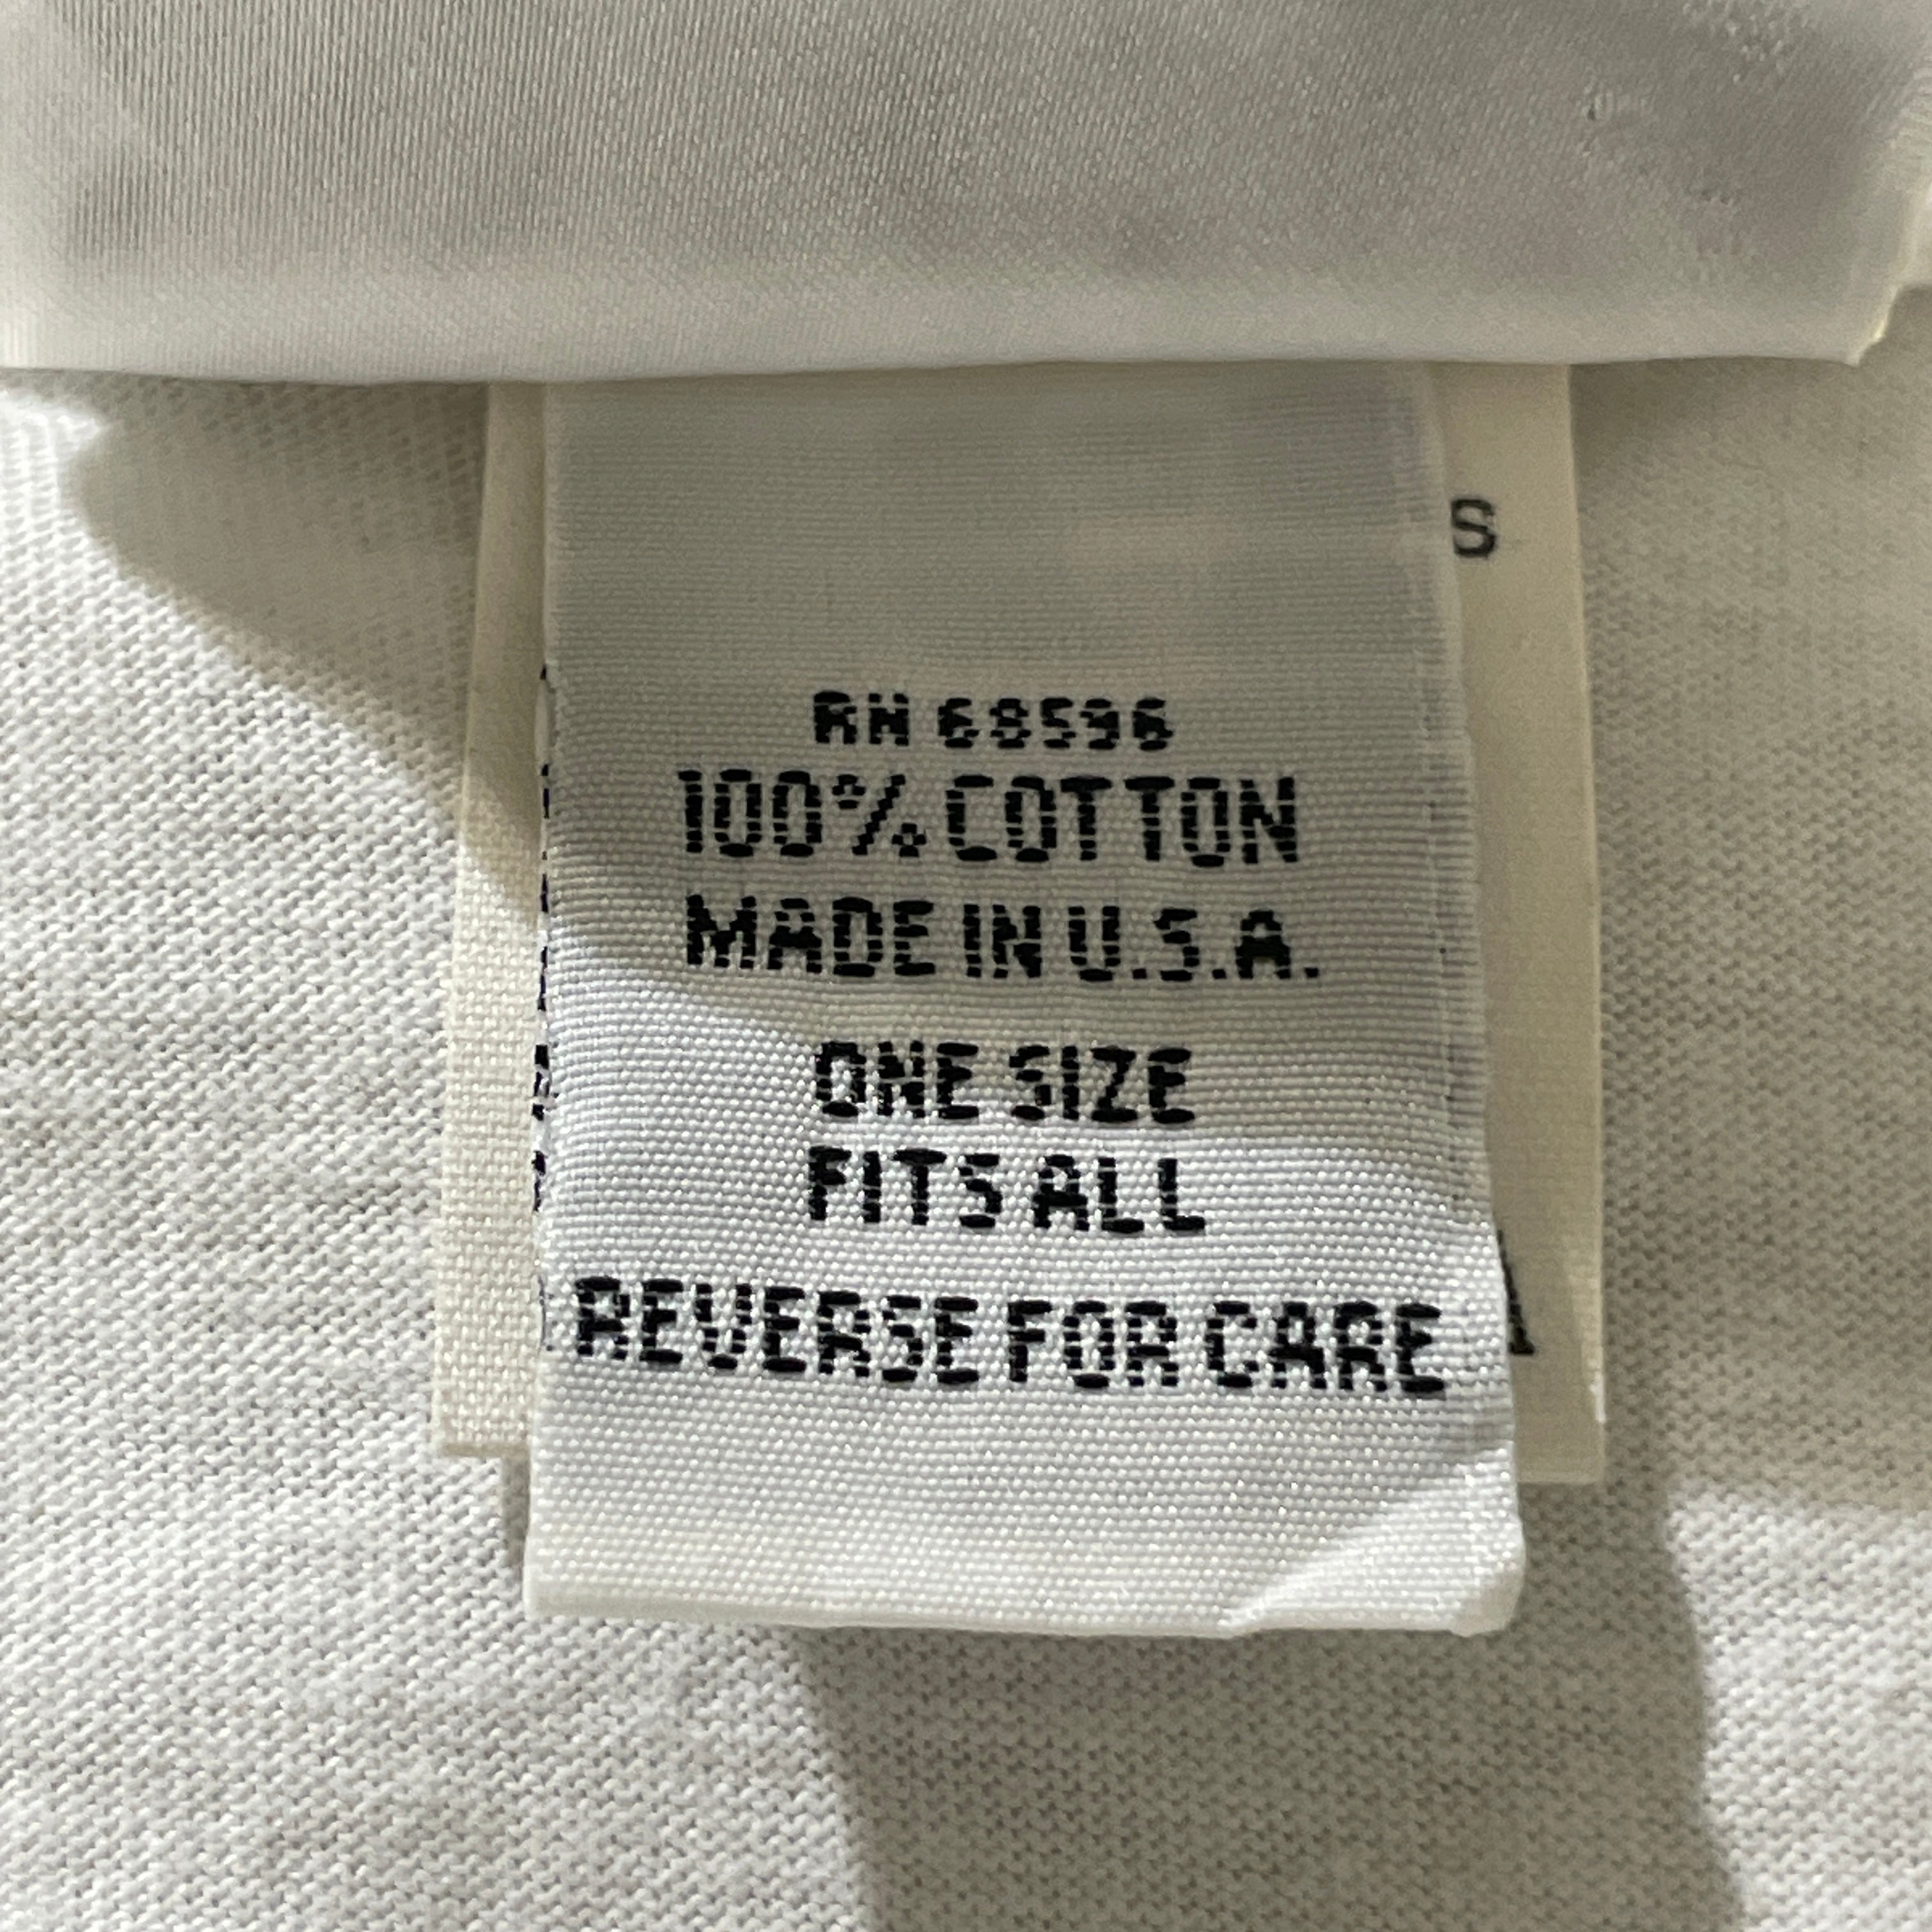 S
RN 68596
100% COTTON
MADE IN U.S.A.
ONE SIZE
FITS ALL
REVERSE FOR CARE